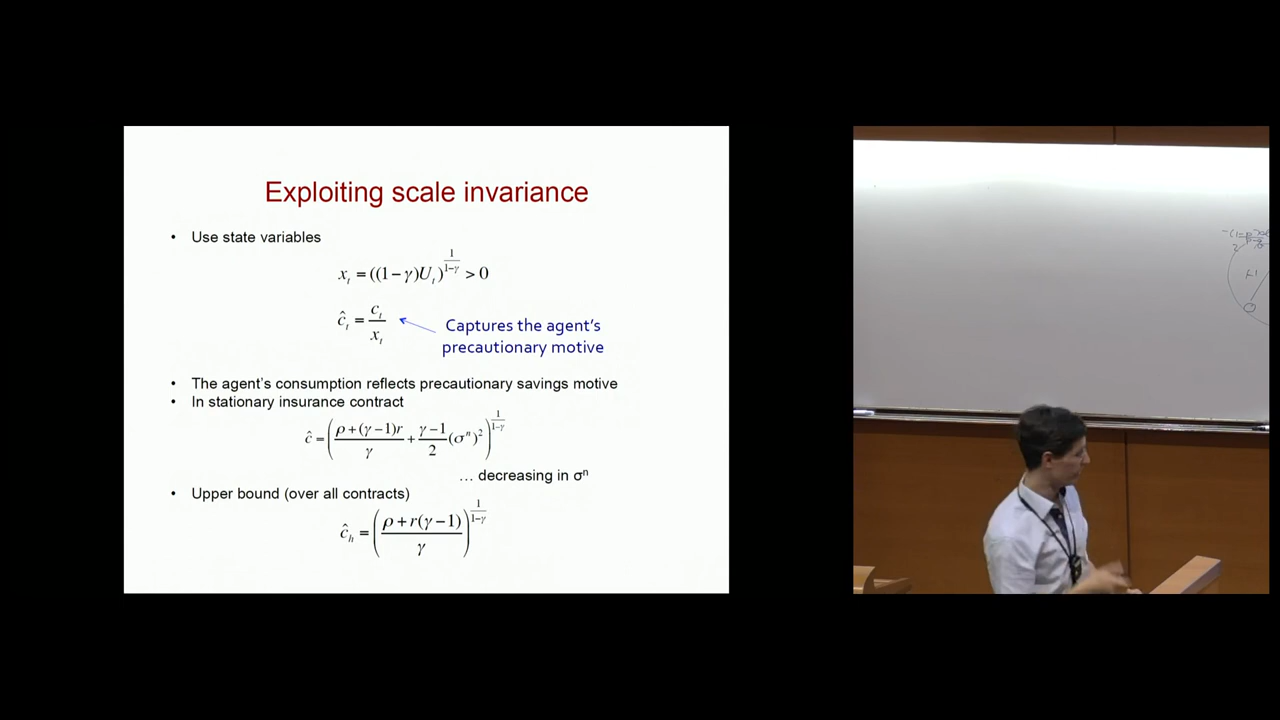 Exploiting scale invariance
• Use state variables
x_t = ((1 − γ)U_t)^{1/(1−γ)} > 0
ĉ_t = c_t / x_t
Captures the agent's
precautionary motive
• The agent's consumption reflects precautionary savings motive
• In stationary insurance contract
ĉ = ( (ρ + (γ − 1)r) / γ + (γ − 1)/2 (σ^n)^2 )^{1/(1−γ)}
… decreasing in σ^n
• Upper bound (over all contracts)
ĉ_h = ( (ρ + r(γ − 1)) / γ )^{1/(1−γ)}